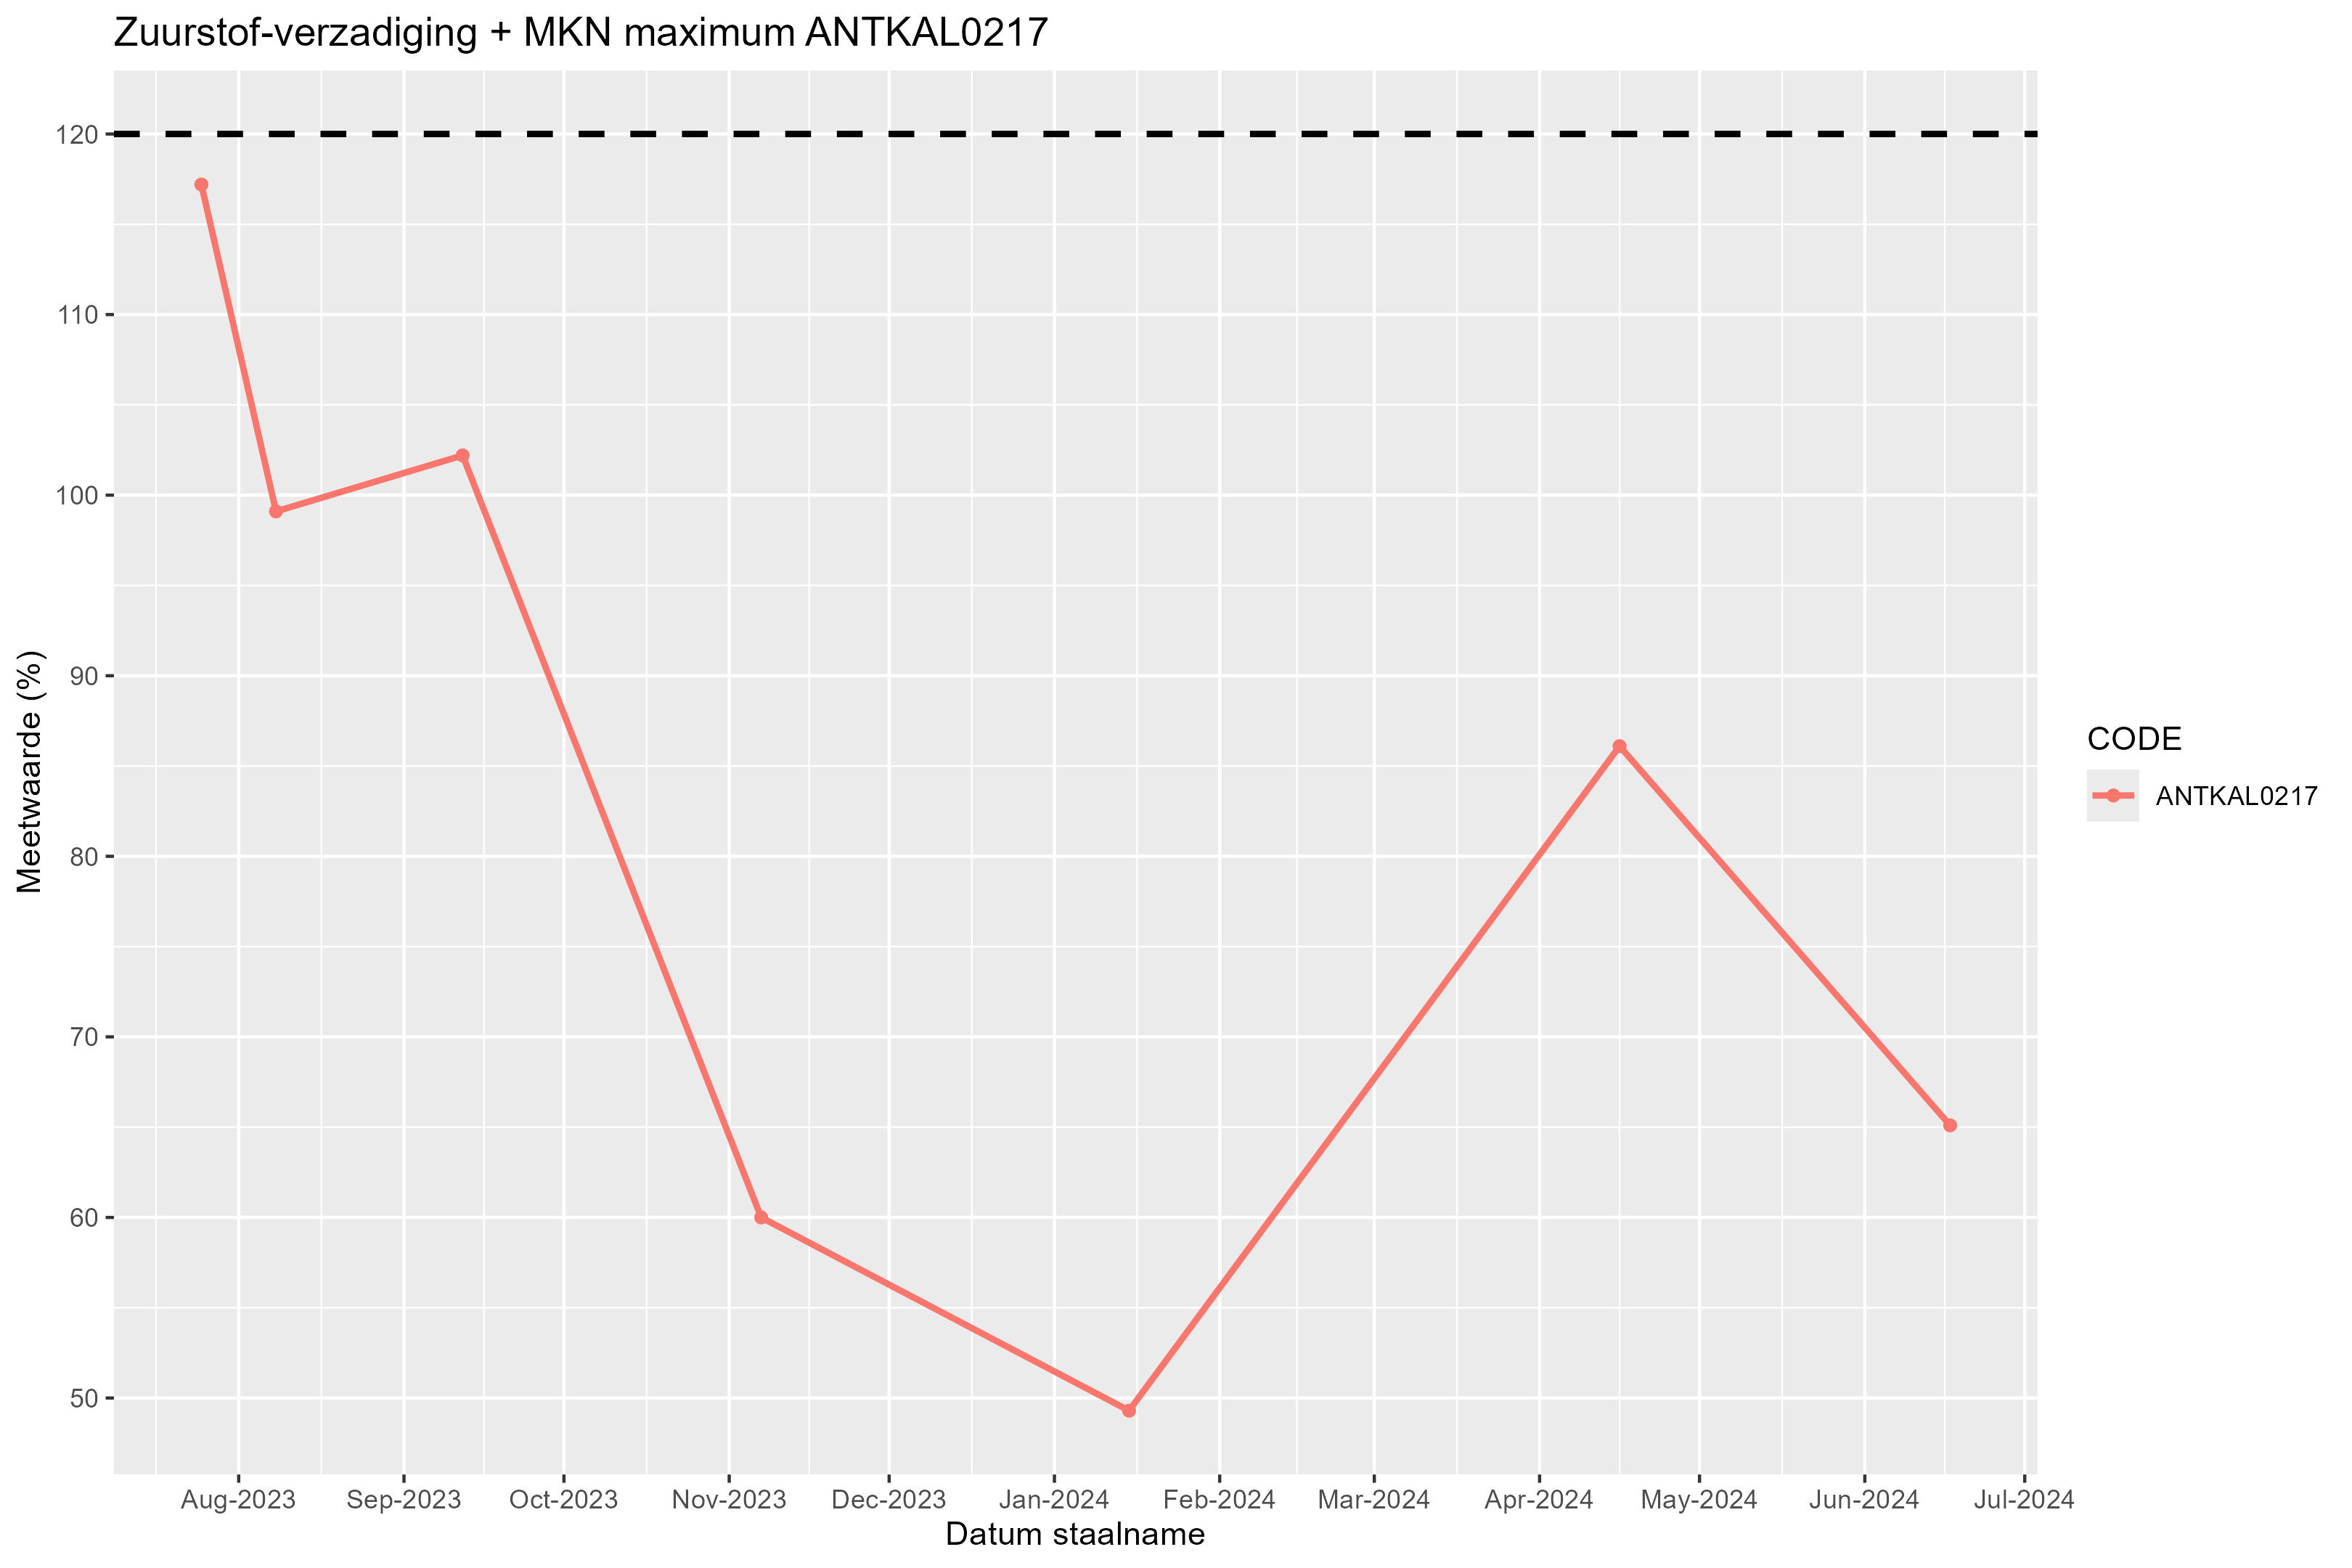 Zuurstof-verzadiging + MKN maximum ANTKAL0217
Meetwaarde (%)
120
110
100
90
80
70
60
50
Aug-2023 Sep-2023 Oct-2023 Nov-2023 Dec-2023 Jan-2024 Feb-2024 Mar-2024 Apr-2024 May-2024 Jun-2024 Jul-2024
Datum staalname
CODE
ANTKAL0217